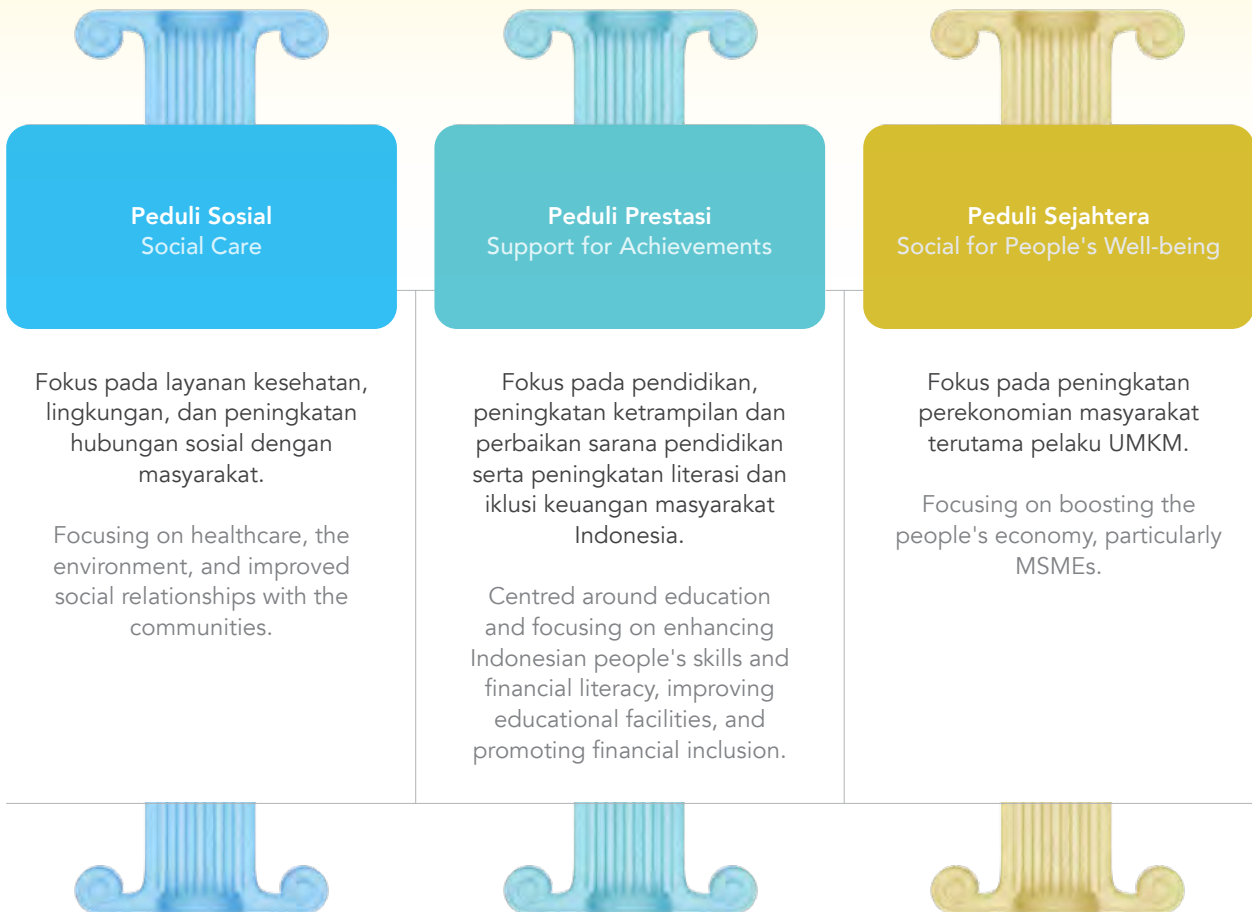 Peduli Sosial
Social Care
Fokus pada layanan kesehatan,
lingkungan, dan peningkatan
hubungan sosial dengan
masyarakat.
Focusing on healthcare, the
environment, and improved
social relationships with the
communities.
Peduli Prestasi
Support for Achievements
Fokus pada pendidikan,
peningkatan ketrampilan dan
perbaikan sarana pendidikan
serta peningkatan literasi dan
iklusi keuangan masyarakat
Indonesia.
Centred around education
and focusing on enhancing
Indonesian people's skills and
financial literacy, improving
educational facilities, and
promoting financial inclusion.
Peduli Sejahtera
Social for People's Well-being
Fokus pada peningkatan
perekonomian masyarakat
terutama pelaku UMKM.
Focusing on boosting the
people's economy, particularly
MSMEs.